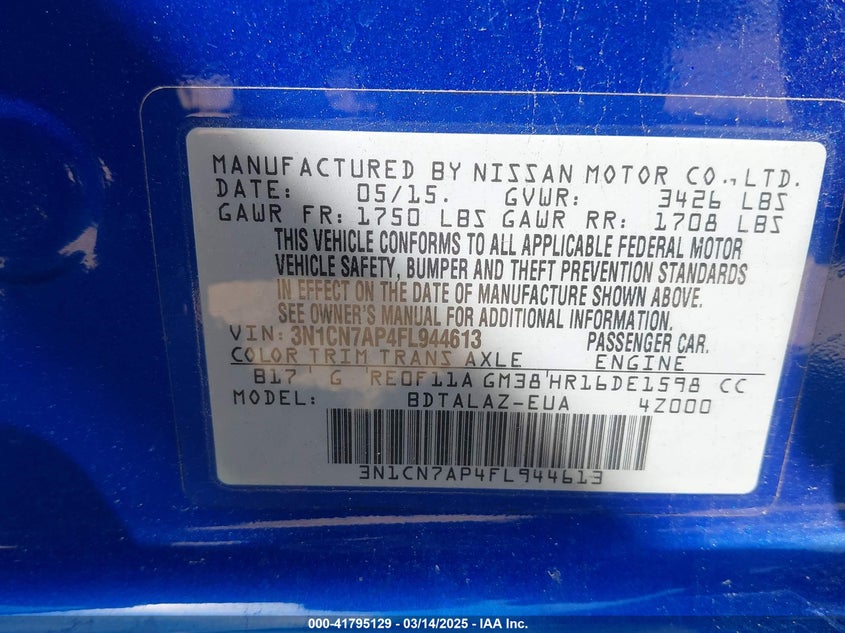 MANUFACTURED BY NISSAN MOTOR CO.,LTD.
DATE: 05/15. GVWR: 3426 LBS
GAWR FR: 1750 LBS GAWR RR: 1708 LBS
THIS VEHICLE CONFORMS TO ALL APPLICABLE FEDERAL MOTOR
VEHICLE SAFETY, BUMPER AND THEFT PREVENTION STANDARDS
IN EFFECT ON THE DATE OF MANUFACTURE SHOWN ABOVE.
SEE OWNER'S MANUAL FOR ADDITIONAL INFORMATION.
VIN: 3N1CN7AP4FL944613 PASSENGER CAR.
COLOR TRIM TRANS AXLE ENGINE
B17 ' G 'RE0F11A GM38'HR16DE1598 CC
MODEL: BDTALAZ-EUA 4Z000
3N1CN7AP4FL944613
000-41795129 - 03/14/2025 - IAA Inc.